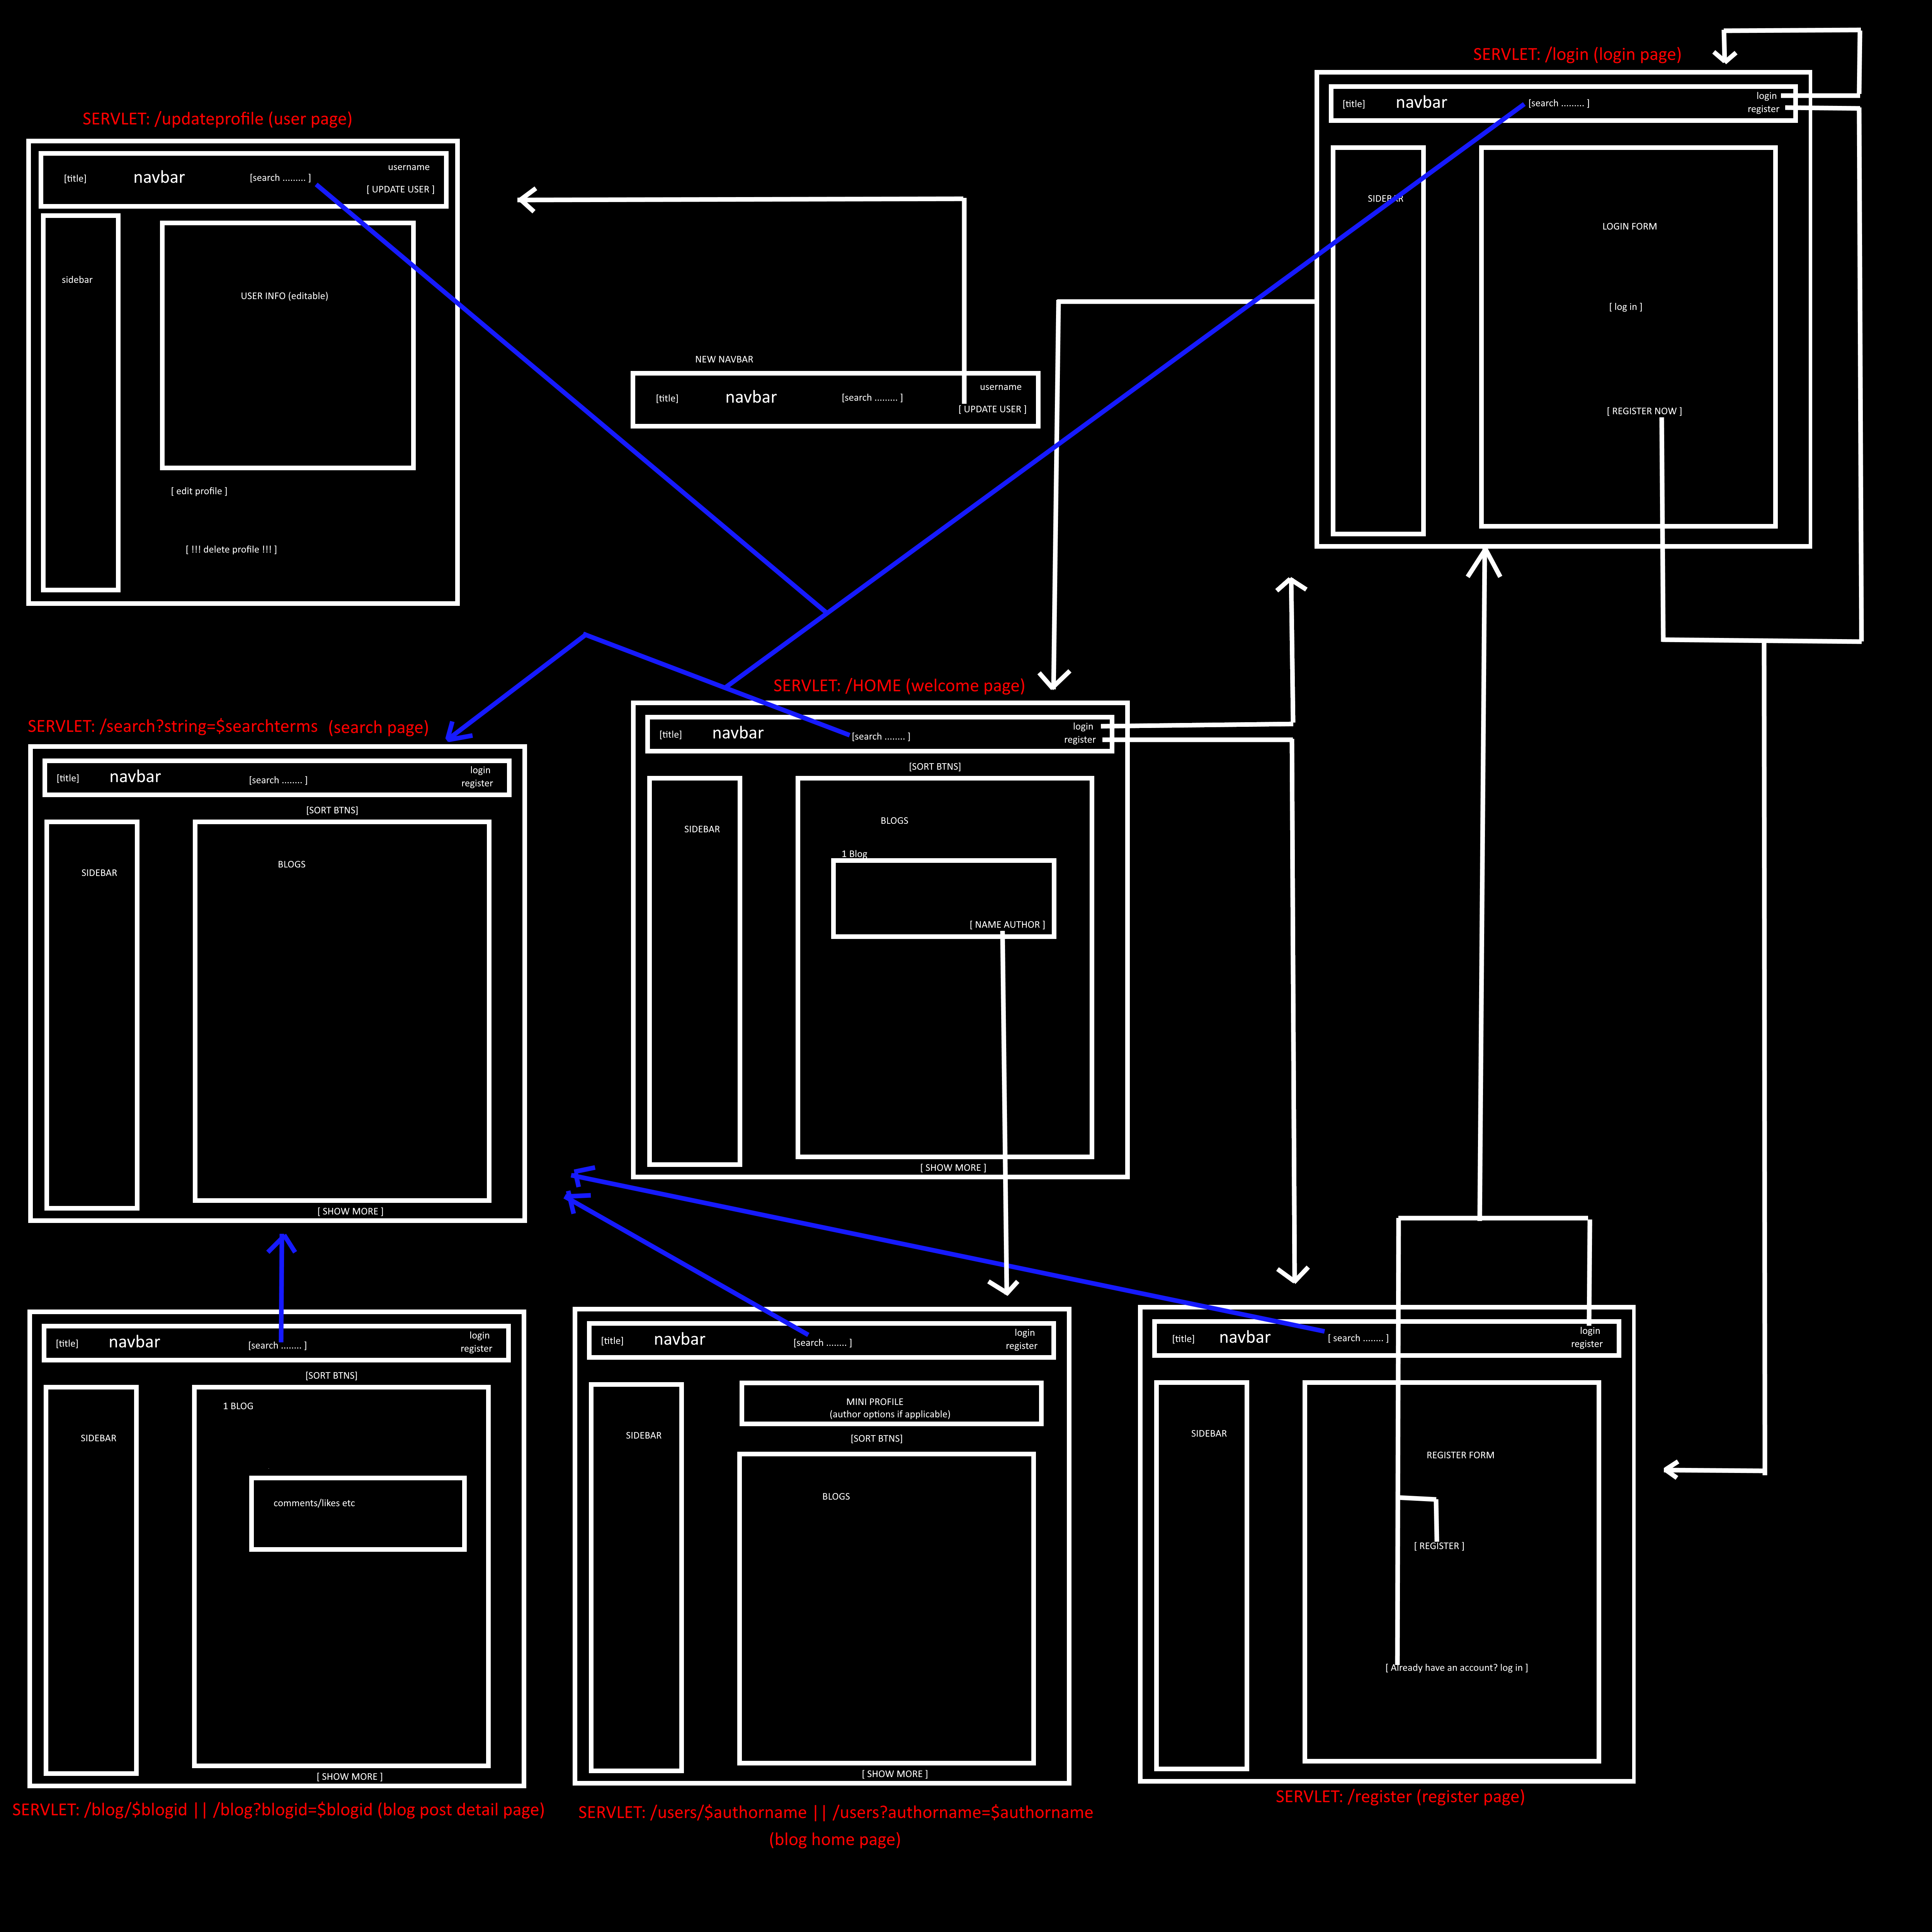 SERVLET: /login (login page)
[title] navbar [search ......... ] login
register
SIDEBAR
LOGIN FORM
[ log in ]
[ REGISTER NOW ]
SERVLET: /updateprofile (user page)
[title] navbar [search ......... ] username
[ UPDATE USER ]
sidebar
USER INFO (editable)
[ edit profile ]
[ !!! delete profile !!! ]
NEW NAVBAR
[title] navbar [search ......... ] username
[ UPDATE USER ]
SERVLET: /search?string=$searchterms (search page)
[title] navbar [search ........ ] login
register
[SORT BTNS]
SIDEBAR
BLOGS
[ SHOW MORE ]
SERVLET: /HOME (welcome page)
[title] navbar [search ........ ] login
register
[SORT BTNS]
SIDEBAR
BLOGS
1 Blog
[ NAME AUTHOR ]
[ SHOW MORE ]
[title] navbar [search ........ ] login
register
[SORT BTNS]
1 BLOG
SIDEBAR
comments/likes etc
[ SHOW MORE ]
SERVLET: /blog/$blogid || /blog?blogid=$blogid (blog post detail page)
[title] navbar [search ........ ] login
register
MINI PROFILE
(author options if applicable)
[SORT BTNS]
SIDEBAR
BLOGS
[ SHOW MORE ]
SERVLET: /users/$authorname || /users?authorname=$authorname
(blog home page)
[title] navbar [ search ........ ] login
register
SIDEBAR
REGISTER FORM
[ REGISTER ]
[ Already have an account? log in ]
SERVLET: /register (register page)